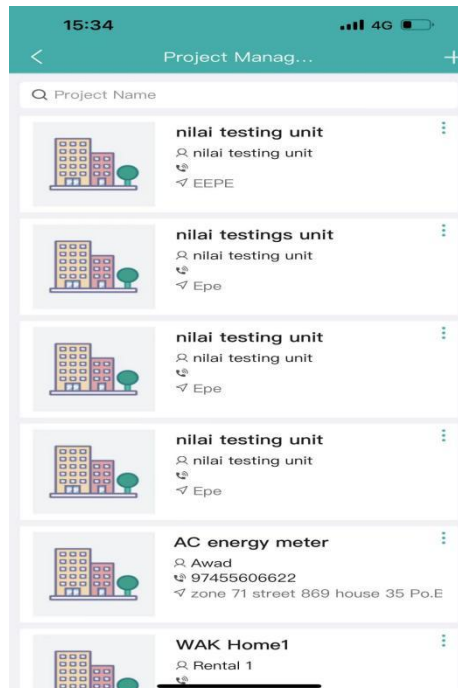 15:34
4G
Project Manag...
Project Name
nilai testing unit
nilai testing unit
EEPE
nilai testings unit
nilai testing unit
Epe
nilai testing unit
nilai testing unit
Epe
nilai testing unit
nilai testing unit
Epe
AC energy meter
Awad
97455606622
zone 71 street 869 house 35 Po.E
WAK Home1
Rental 1